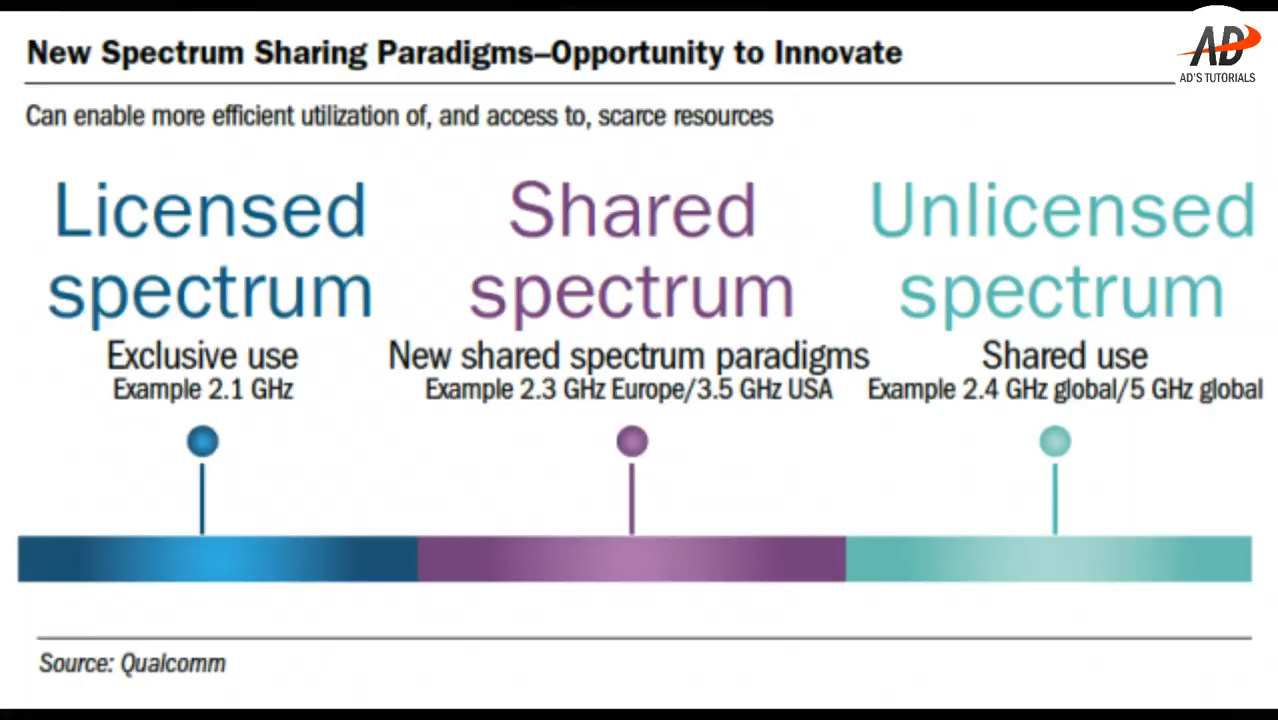 New Spectrum Sharing Paradigms–Opportunity to Innovate
AD
AD'S TUTORIALS
Can enable more efficient utilization of, and access to, scarce resources
Licensed
spectrum
Exclusive use
Example 2.1 GHz
Shared
spectrum
New shared spectrum paradigms
Example 2.3 GHz Europe/3.5 GHz USA
Unlicensed
spectrum
Shared use
Example 2.4 GHz global/5 GHz global
Source: Qualcomm